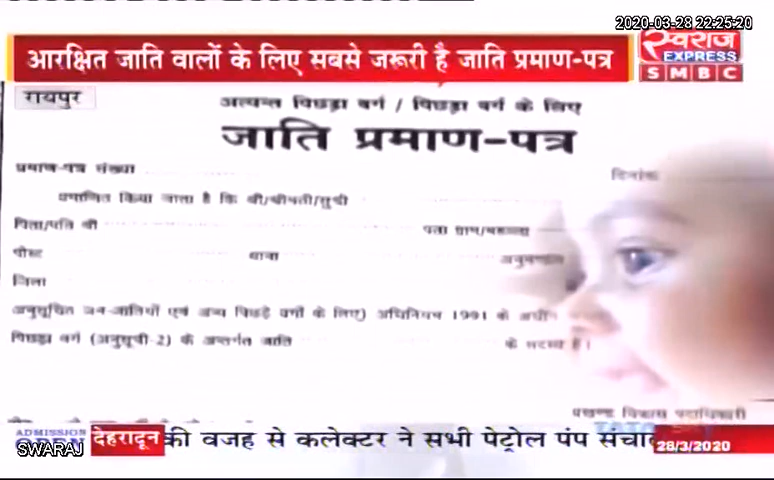 2020-03-28 22:25:20
आरक्षित जाति वालों के लिए सबसे जरूरी है जाति प्रमाण-पत्र
स्वराज
EXPRESS
SMBC
रायपुर
अत्यन्त पिछड़ा वर्ग / पिछड़ा वर्ग के लिए
जाति प्रमाण-पत्र
प्रमाण-पत्र संख्या
दिनांक
प्रमाणित किया जाता है कि श्री/श्रीमती/सुश्री
पिता/पति श्री
पता ग्राम/मोहल्ला
पोस्ट थाना अनुमण्डल
जिला
अनुसूचित जन-जातियों एवं अन्य पिछड़े वर्गों के लिए) अधिनियम 1991 के अधीन
पिछड़ा वर्ग (अनुसूची-2) के अन्तर्गत जाति के सदस्य हैं।
प्रखण्ड विकास पदाधिकारी
ADMISSION
OPEN
देहरादून
की वजह से कलेक्टर ने सभी पेट्रोल पंप संचा
TATA
SWARAJ
28/3/2020